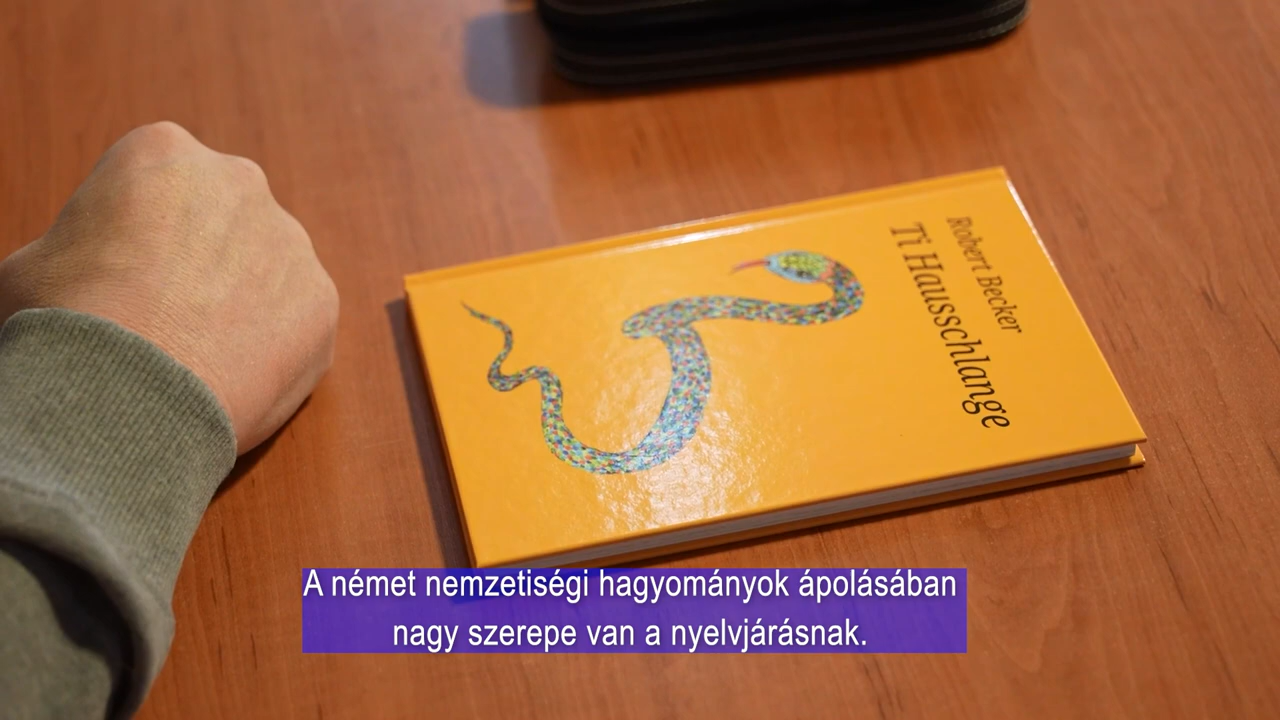 Robert Becker
Ti Hausschlange
A német nemzetiségi hagyományok ápolásában
nagy szerepe van a nyelvjárásnak.